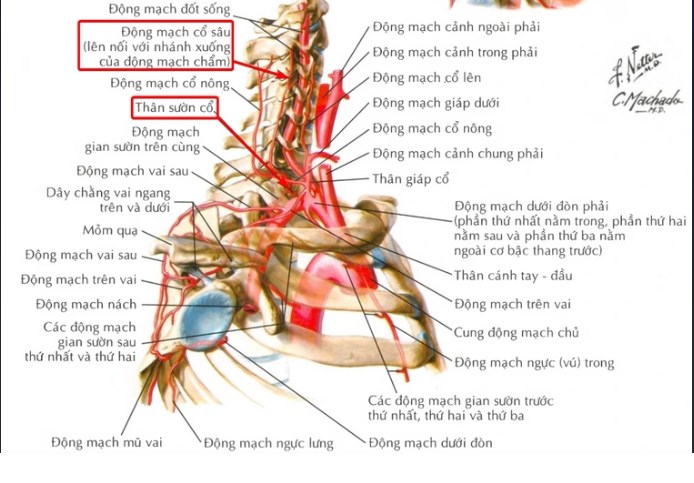 Động mạch đốt sống
Động mạch cổ sâu
(lên nối với nhánh xuống
của động mạch chẩm)
Động mạch cổ nông
Thân sườn cổ
Động mạch
gian sườn trên cùng
Động mạch vai sau
Dây chằng vai ngang
trên và dưới
Mỏm quạ
Động mạch vai sau
Động mạch trên vai
Động mạch nách
Các động mạch
gian sườn sau
thứ nhất và thứ hai
Động mạch mũ vai
Động mạch ngực lưng
Động mạch cảnh ngoài phải
Động mạch cảnh trong phải
Động mạch cổ lên
Động mạch giáp dưới
Động mạch cổ nông
Động mạch cảnh chung phải
Thân giáp cổ
Động mạch dưới đòn phải
(phần thứ nhất nằm trong, phần thứ hai
nằm sau và phần thứ ba nằm
ngoài cơ bậc thang trước)
Thân cánh tay - đầu
Động mạch trên vai
Cung động mạch chủ
Động mạch ngực (vú) trong
Các động mạch gian sườn trước
thứ nhất, thứ hai và thứ ba
Động mạch dưới đòn
F. Netter
M.D.
C. Machado
M.D.